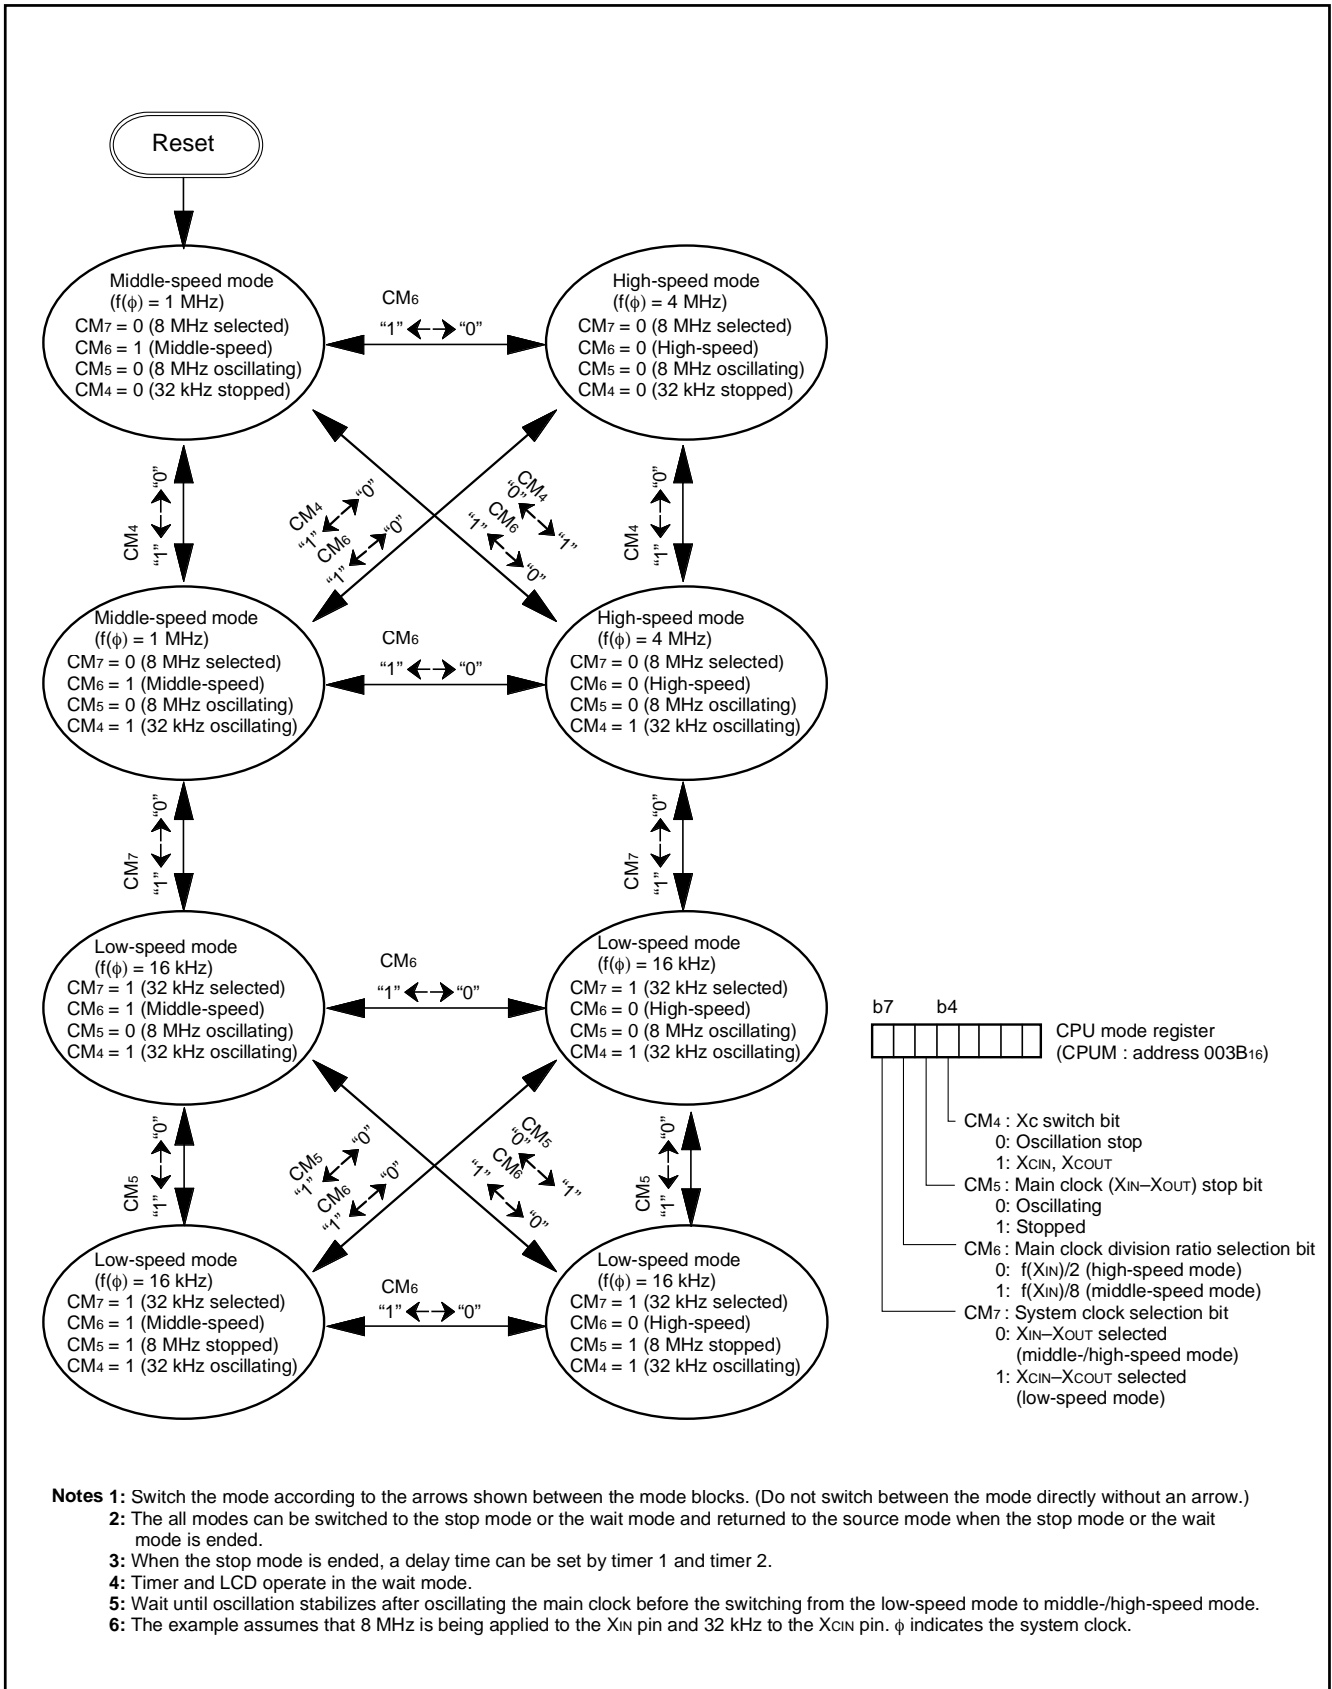 Reset
Middle-speed mode
(f(ϕ) = 1 MHz)
CM7 = 0 (8 MHz selected)
CM6 = 1 (Middle-speed)
CM5 = 0 (8 MHz oscillating)
CM4 = 0 (32 kHz stopped)
CM6
“1” “0”
High-speed mode
(f(ϕ) = 4 MHz)
CM7 = 0 (8 MHz selected)
CM6 = 0 (High-speed)
CM5 = 0 (8 MHz oscillating)
CM4 = 0 (32 kHz stopped)
CM4
“1” “0”
CM4
“1” “0”
CM6
“1” “0”
CM4
“0” “1”
CM6
“1” “0”
CM4
“1” “0”
Middle-speed mode
(f(ϕ) = 1 MHz)
CM7 = 0 (8 MHz selected)
CM6 = 1 (Middle-speed)
CM5 = 0 (8 MHz oscillating)
CM4 = 1 (32 kHz oscillating)
CM6
“1” “0”
High-speed mode
(f(ϕ) = 4 MHz)
CM7 = 0 (8 MHz selected)
CM6 = 0 (High-speed)
CM5 = 0 (8 MHz oscillating)
CM4 = 1 (32 kHz oscillating)
CM7
“1” “0”
CM7
“1” “0”
Low-speed mode
(f(ϕ) = 16 kHz)
CM7 = 1 (32 kHz selected)
CM6 = 1 (Middle-speed)
CM5 = 0 (8 MHz oscillating)
CM4 = 1 (32 kHz oscillating)
CM6
“1” “0”
Low-speed mode
(f(ϕ) = 16 kHz)
CM7 = 1 (32 kHz selected)
CM6 = 0 (High-speed)
CM5 = 0 (8 MHz oscillating)
CM4 = 1 (32 kHz oscillating)
CM5
“1” “0”
CM5
“1” “0”
CM6
“1” “0”
CM5
“0” “1”
CM6
“1” “0”
CM5
“1” “0”
Low-speed mode
(f(ϕ) = 16 kHz)
CM7 = 1 (32 kHz selected)
CM6 = 1 (Middle-speed)
CM5 = 1 (8 MHz stopped)
CM4 = 1 (32 kHz oscillating)
CM6
“1” “0”
Low-speed mode
(f(ϕ) = 16 kHz)
CM7 = 1 (32 kHz selected)
CM6 = 0 (High-speed)
CM5 = 1 (8 MHz stopped)
CM4 = 1 (32 kHz oscillating)
b7 b4
CPU mode register
(CPUM : address 003B16)
CM4 : Xc switch bit
0: Oscillation stop
1: XCIN, XCOUT
CM5 : Main clock (XIN–XOUT) stop bit
0: Oscillating
1: Stopped
CM6 : Main clock division ratio selection bit
0: f(XIN)/2 (high-speed mode)
1: f(XIN)/8 (middle-speed mode)
CM7 : System clock selection bit
0: XIN–XOUT selected
(middle-/high-speed mode)
1: XCIN–XCOUT selected
(low-speed mode)
Notes 1: Switch the mode according to the arrows shown between the mode blocks. (Do not switch between the mode directly without an arrow.)
2: The all modes can be switched to the stop mode or the wait mode and returned to the source mode when the stop mode or the wait
mode is ended.
3: When the stop mode is ended, a delay time can be set by timer 1 and timer 2.
4: Timer and LCD operate in the wait mode.
5: Wait until oscillation stabilizes after oscillating the main clock before the switching from the low-speed mode to middle-/high-speed mode.
6: The example assumes that 8 MHz is being applied to the XIN pin and 32 kHz to the XCIN pin. ϕ indicates the system clock.